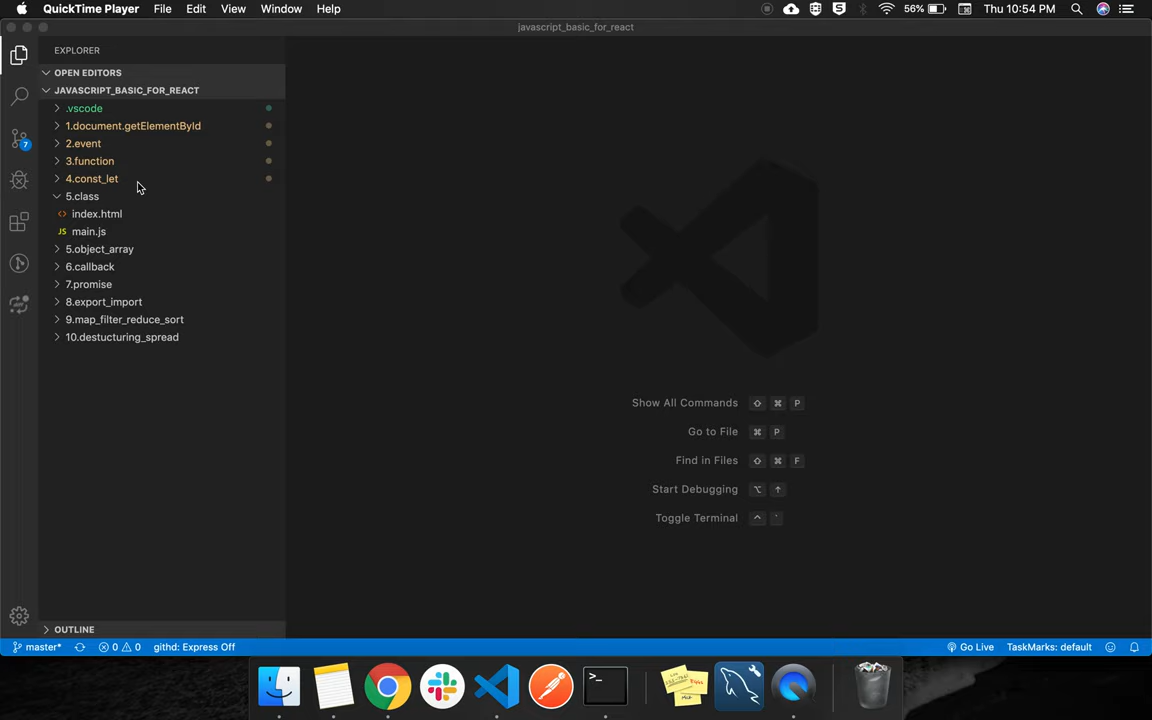 QuickTime Player File Edit View Window Help 56% Thu 10:54 PM
javascript_basic_for_react
EXPLORER
OPEN EDITORS
JAVASCRIPT_BASIC_FOR_REACT
.vscode
1.document.getElementById
2.event
3.function
4.const_let
5.class
index.html
JS main.js
5.object_array
6.callback
7.promise
8.export_import
9.map_filter_reduce_sort
10.destucturing_spread
7
Show All Commands ⇧ ⌘ P
Go to File ⌘ P
Find in Files ⇧ ⌘ F
Start Debugging ⌥ ↑
Toggle Terminal ^ `
OUTLINE
master* 0 0 githd: Express Off Go Live TaskMarks: default